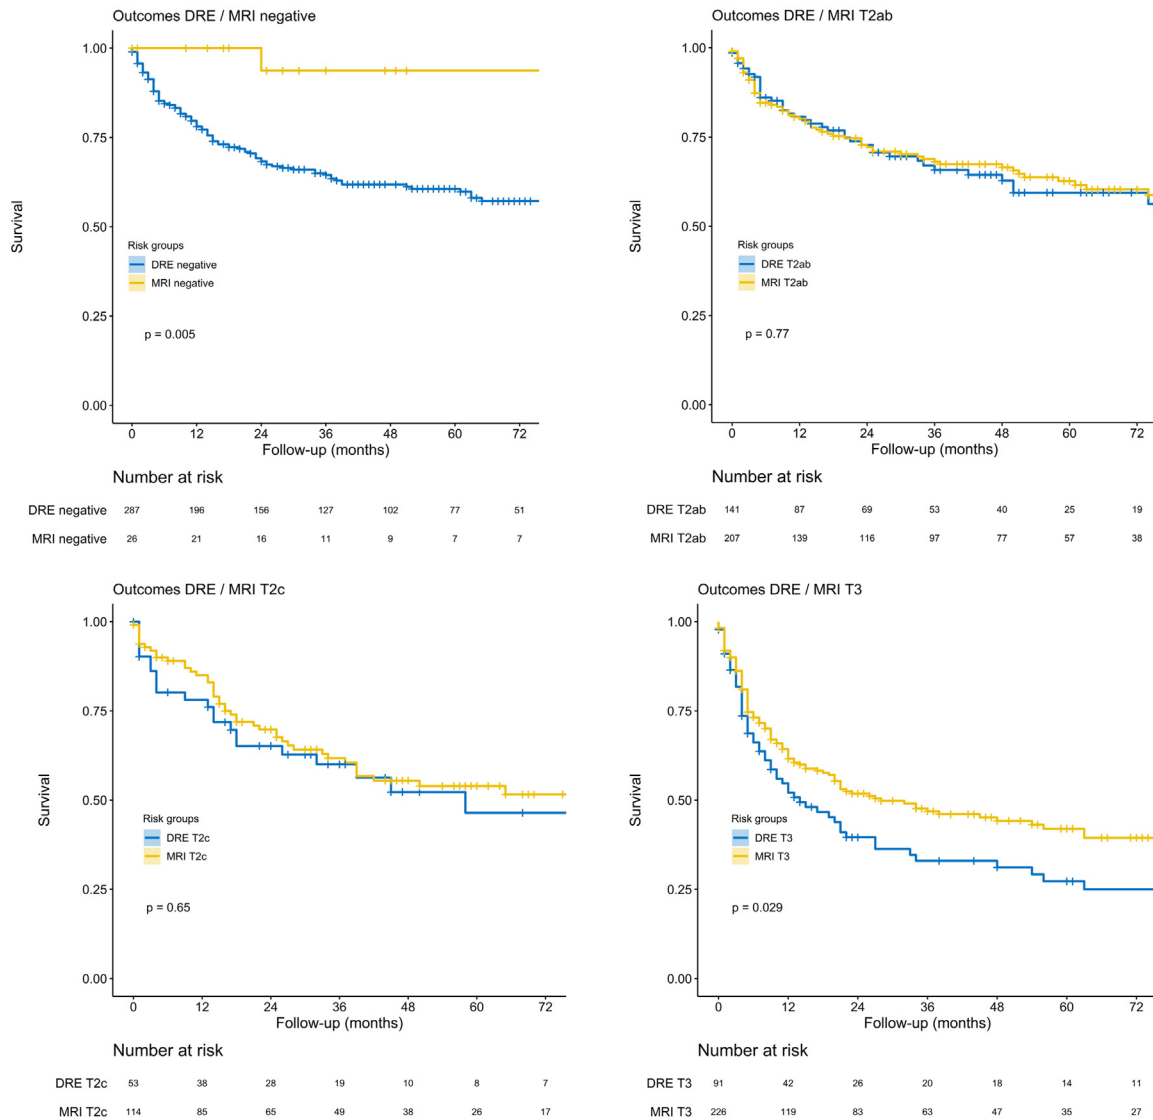 Outcomes DRE / MRI negative
1.00
0.75
0.50
0.25
0.00
Survival
Risk groups
DRE negative
MRI negative
p = 0.005
0 12 24 36 48 60 72
Follow-up (months)
Number at risk
DRE negative 287 196 156 127 102 77 51
MRI negative 26 21 16 11 9 7 7
Outcomes DRE / MRI T2ab
1.00
0.75
0.50
0.25
0.00
Survival
Risk groups
DRE T2ab
MRI T2ab
p = 0.77
0 12 24 36 48 60 72
Follow-up (months)
Number at risk
DRE T2ab 141 87 69 53 40 25 19
MRI T2ab 207 139 116 97 77 57 38
Outcomes DRE / MRI T2c
1.00
0.75
0.50
0.25
0.00
Survival
Risk groups
DRE T2c
MRI T2c
p = 0.65
0 12 24 36 48 60 72
Follow-up (months)
Number at risk
DRE T2c 53 38 28 19 10 8 7
MRI T2c 114 85 65 49 38 26 17
Outcomes DRE / MRI T3
1.00
0.75
0.50
0.25
0.00
Survival
Risk groups
DRE T3
MRI T3
p = 0.029
0 12 24 36 48 60 72
Follow-up (months)
Number at risk
DRE T3 91 42 26 20 18 14 11
MRI T3 226 119 83 63 47 35 27